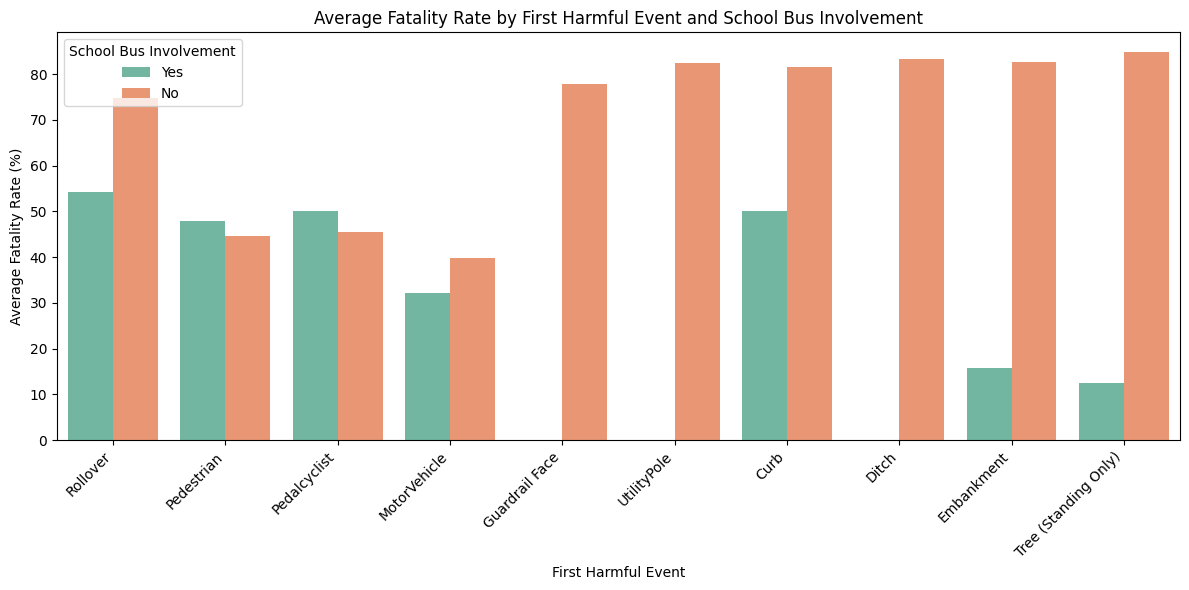 Average Fatality Rate by First Harmful Event and School Bus Involvement
School Bus Involvement
Yes
No
Average Fatality Rate (%)
80
70
60
50
40
30
20
10
0
Rollover
Pedestrian
Pedalcyclist
MotorVehicle
Guardrail Face
UtilityPole
Curb
Ditch
Embankment
Tree (Standing Only)
First Harmful Event